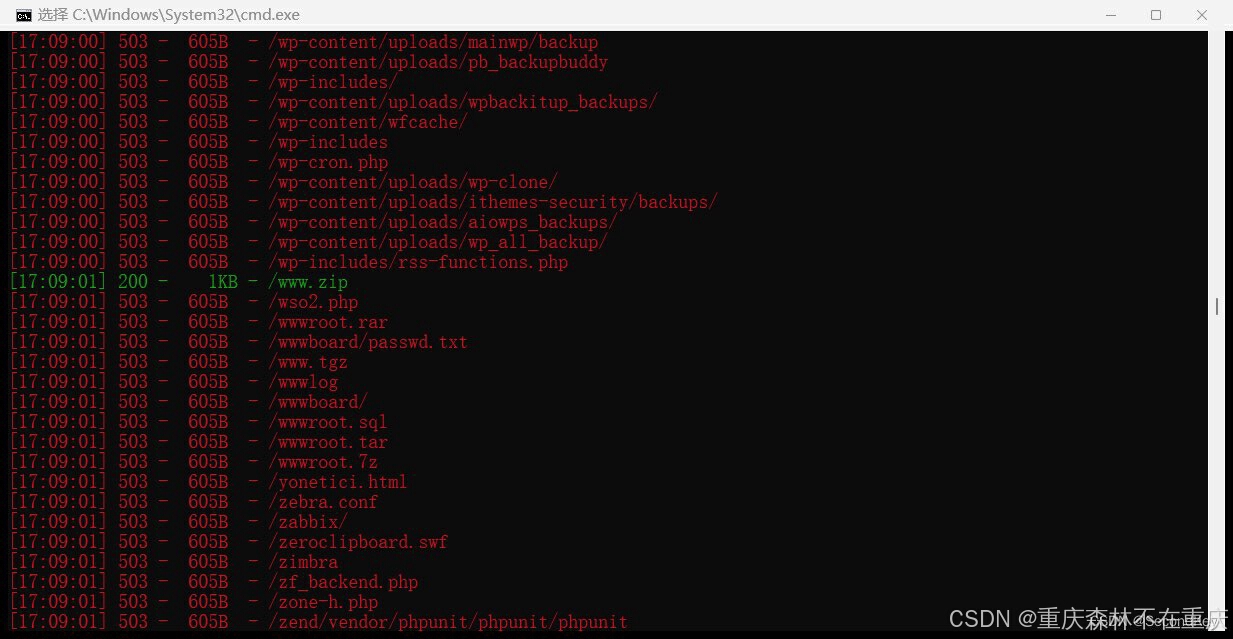 选择 C:\Windows\System32\cmd.exe
[17:09:00] 503 -  605B  - /wp-content/uploads/mainwp/backup
[17:09:00] 503 -  605B  - /wp-content/uploads/pb_backupbuddy
[17:09:00] 503 -  605B  - /wp-includes/
[17:09:00] 503 -  605B  - /wp-content/uploads/wpbackitup_backups/
[17:09:00] 503 -  605B  - /wp-content/wfcache/
[17:09:00] 503 -  605B  - /wp-includes
[17:09:00] 503 -  605B  - /wp-cron.php
[17:09:00] 503 -  605B  - /wp-content/uploads/wp-clone/
[17:09:00] 503 -  605B  - /wp-content/uploads/ithemes-security/backups/
[17:09:00] 503 -  605B  - /wp-content/uploads/aiowps_backups/
[17:09:00] 503 -  605B  - /wp-content/uploads/wp_all_backup/
[17:09:00] 503 -  605B  - /wp-includes/rss-functions.php
[17:09:01] 200 -    1KB - /www.zip
[17:09:01] 503 -  605B  - /wso2.php
[17:09:01] 503 -  605B  - /wwwroot.rar
[17:09:01] 503 -  605B  - /wwwboard/passwd.txt
[17:09:01] 503 -  605B  - /www.tgz
[17:09:01] 503 -  605B  - /wwwlog
[17:09:01] 503 -  605B  - /wwwboard/
[17:09:01] 503 -  605B  - /wwwroot.sql
[17:09:01] 503 -  605B  - /wwwroot.tar
[17:09:01] 503 -  605B  - /wwwroot.7z
[17:09:01] 503 -  605B  - /yonetici.html
[17:09:01] 503 -  605B  - /zebra.conf
[17:09:01] 503 -  605B  - /zabbix/
[17:09:01] 503 -  605B  - /zeroclipboard.swf
[17:09:01] 503 -  605B  - /zimbra
[17:09:01] 503 -  605B  - /zf_backend.php
[17:09:01] 503 -  605B  - /zone-h.php
[17:09:01] 503 -  605B  - /zend/vendor/phpunit/phpunit/phpunit
CSDN @重庆森林不在重庆